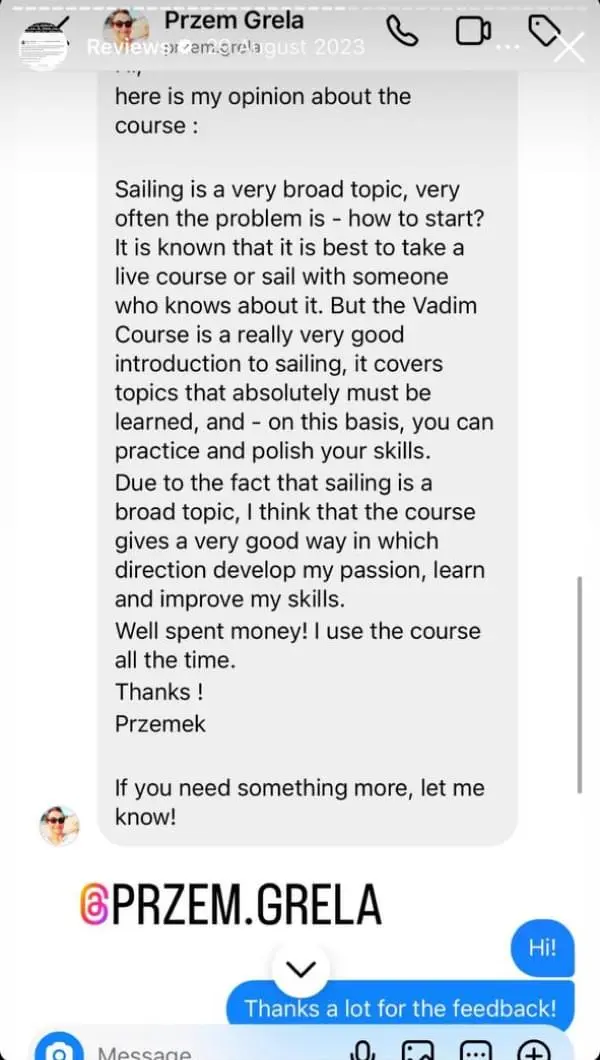 Przem Grela
przem.grela
Reviews 29 August 2023
here is my opinion about the
course :
Sailing is a very broad topic, very
often the problem is - how to start?
It is known that it is best to take a
live course or sail with someone
who knows about it. But the Vadim
Course is a really very good
introduction to sailing, it covers
topics that absolutely must be
learned, and - on this basis, you can
practice and polish your skills.
Due to the fact that sailing is a
broad topic, I think that the course
gives a very good way in which
direction develop my passion, learn
and improve my skills.
Well spent money! I use the course
all the time.
Thanks !
Przemek
If you need something more, let me
know!
@PRZEM.GRELA
Hi!
Thanks a lot for the feedback!
Message